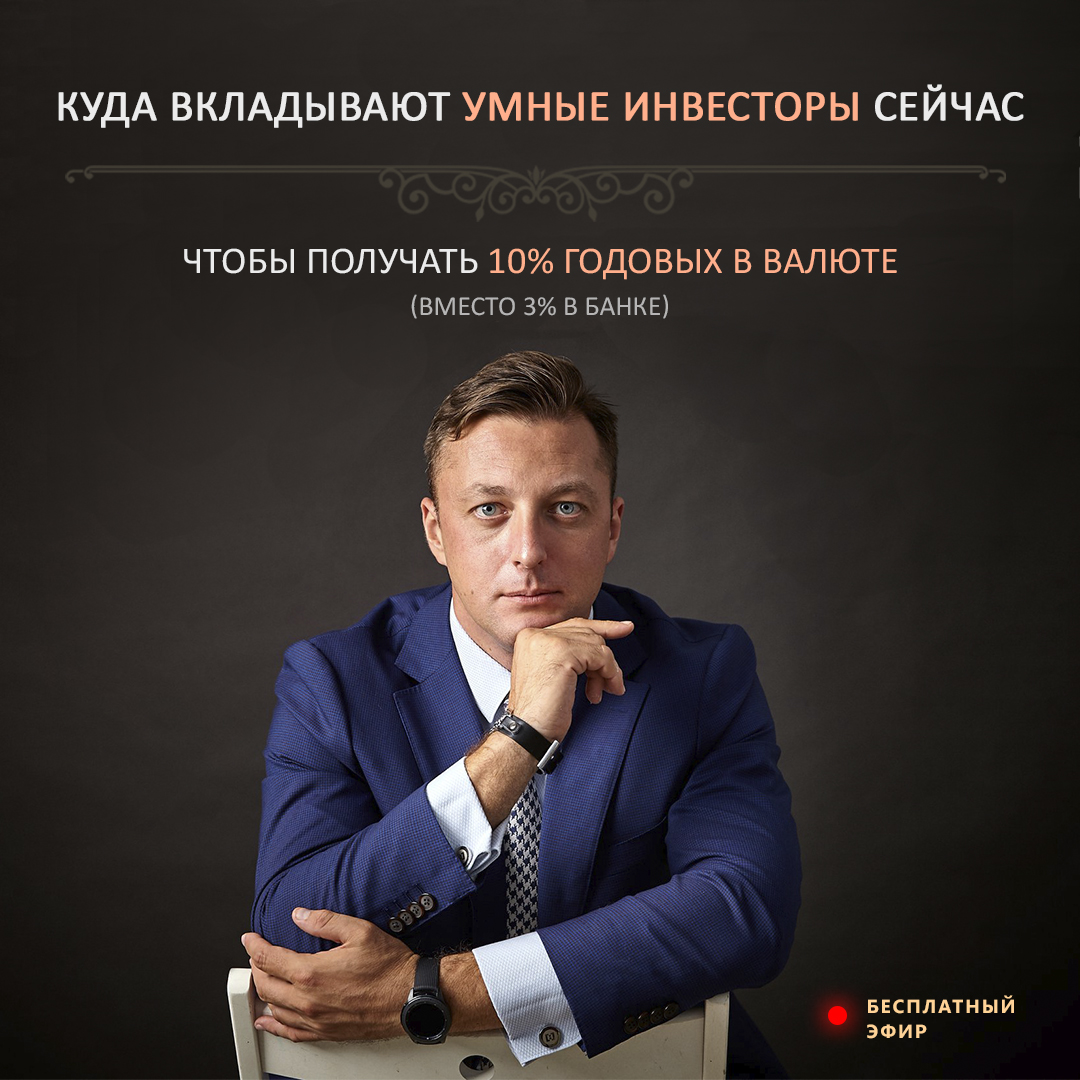 КУДА ВКЛАДЫВАЮТ УМНЫЕ ИНВЕСТОРЫ СЕЙЧАС
ЧТОБЫ ПОЛУЧАТЬ 10% ГОДОВЫХ В ВАЛЮТЕ
(ВМЕСТО 3% В БАНКЕ)
БЕСПЛАТНЫЙ
ЭФИР